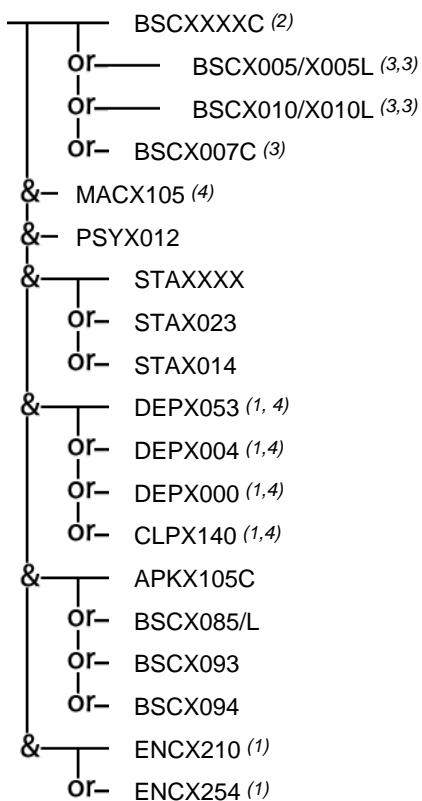 BSCXXXXC (2)
or BSCX005/X005L (3,3)
or BSCX010/X010L (3,3)
or BSCX007C (3)
& MACX105 (4)
& PSYX012
& STAXXXX
or STAX023
or STAX014
& DEPX053 (1, 4)
or DEPX004 (1,4)
or DEPX000 (1,4)
or CLPX140 (1,4)
& APKX105C
or BSCX085/L
or BSCX093
or BSCX094
& ENCX210 (1)
or ENCX254 (1)